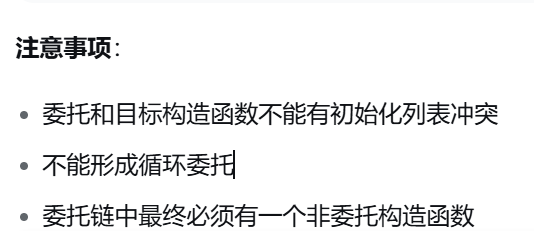 注意事项：
委托和目标构造函数不能有初始化列表冲突
不能形成循环委托
委托链中最终必须有一个非委托构造函数